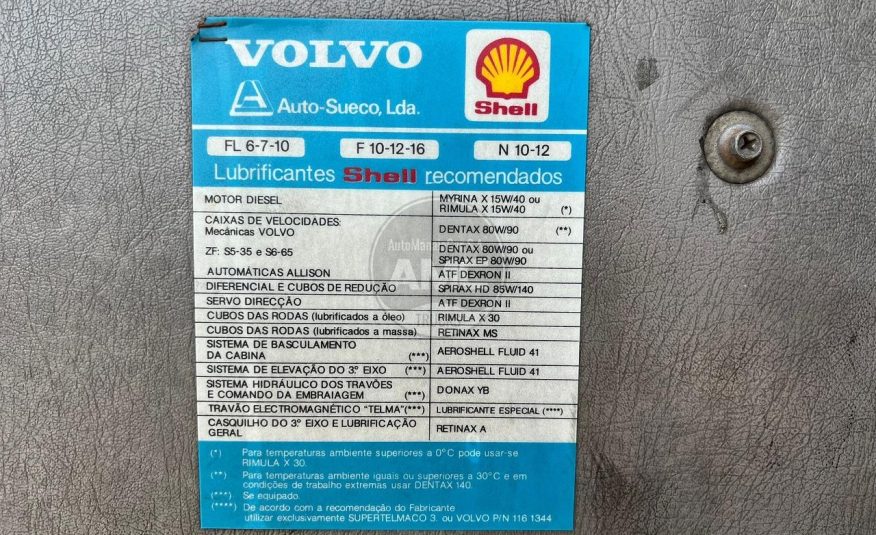 VOLVO
Auto-Sueco, Lda.
Shell
FL 6-7-10 F 10-12-16 N 10-12
Lubrificantes Shell recomendados
MOTOR DIESEL MYRINA X 15W/40 ou
RIMULA X 15W/40 (*)
CAIXAS DE VELOCIDADES:
Mecânicas VOLVO DENTAX 80W/90 (**)
ZF: S5-35 e S6-65 DENTAX 80W/90 ou
SPIRAX EP 80W/90
AUTOMÁTICAS ALLISON ATF DEXRON II
DIFERENCIAL E CUBOS DE REDUÇÃO SPIRAX HD 85W/140
SERVO DIRECÇÃO ATF DEXRON II
CUBOS DAS RODAS (lubrificados a óleo) RIMULA X 30
CUBOS DAS RODAS (lubrificados a massa) RETINAX MS
SISTEMA DE BASCULAMENTO
DA CABINA (***) AEROSHELL FLUID 41
SISTEMA DE ELEVAÇÃO DO 3º EIXO (***) AEROSHELL FLUID 41
SISTEMA HIDRÁULICO DOS TRAVÕES
E COMANDO DA EMBRAIAGEM (***) DONAX YB
TRAVÃO ELECTROMAGNÉTICO "TELMA"(***) LUBRIFICANTE ESPECIAL (****)
CASQUILHO DO 3º EIXO E LUBRIFICAÇÃO
GERAL RETINAX A
(*) Para temperaturas ambiente superiores a 0°C pode usar-se
RIMULA X 30.
(**) Para temperaturas ambiente iguais ou superiores a 30°C e em
condições de trabalho extremas usar DENTAX 140.
(***) Se equipado.
(****) De acordo com a recomendação do Fabricante
utilizar exclusivamente SUPERTELMACO 3. ou VOLVO P/N 116 1344